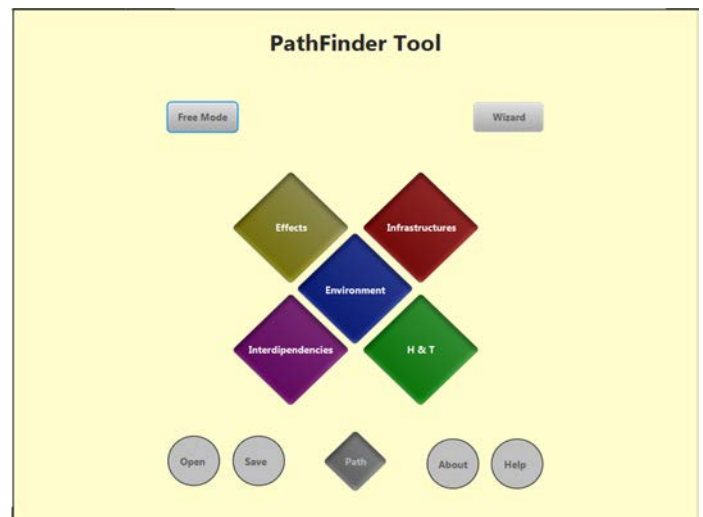 PathFinder Tool
Free Mode
Wizard
Effects
Infrastructures
Environment
Interdipendencies
H & T
Open
Save
Path
About
Help